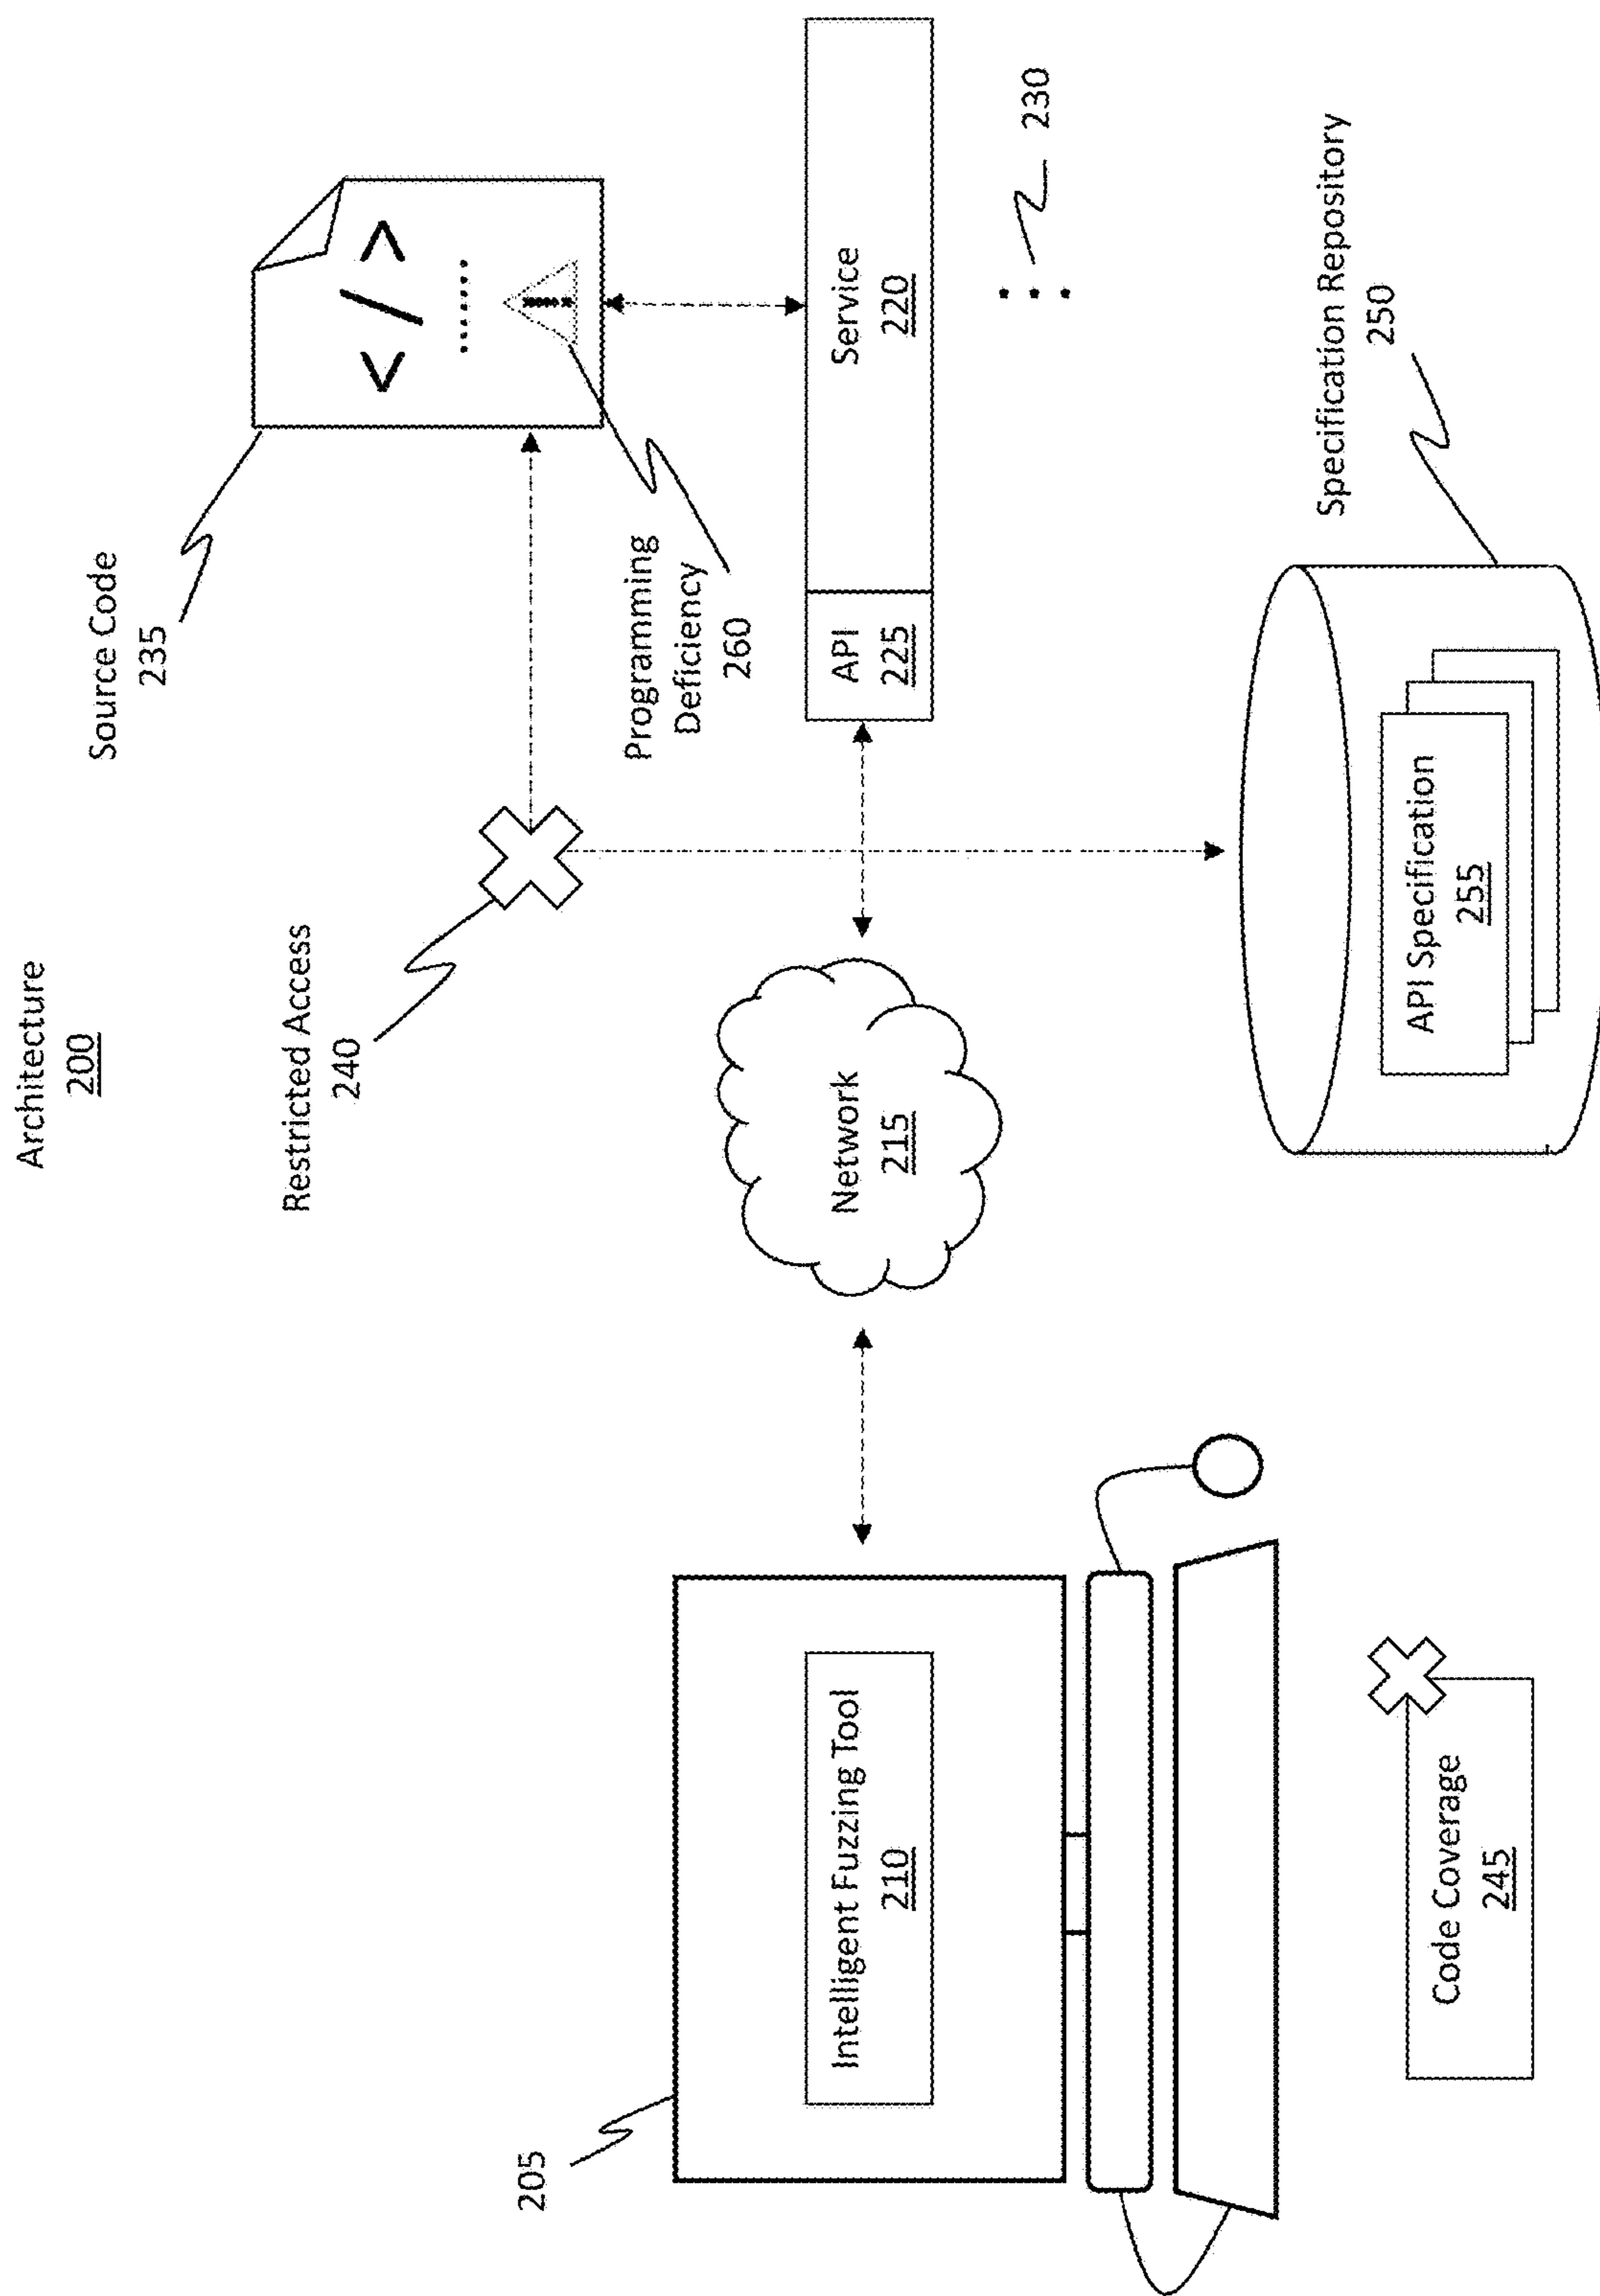 Architecture
200
Source Code
235
< / >
......
!
Restricted Access
240
Programming
Deficiency
260
205
Intelligent Fuzzing Tool
210
Network
215
API
225
Service
220
230
Specification Repository
250
API Specification
255
Code Coverage
245